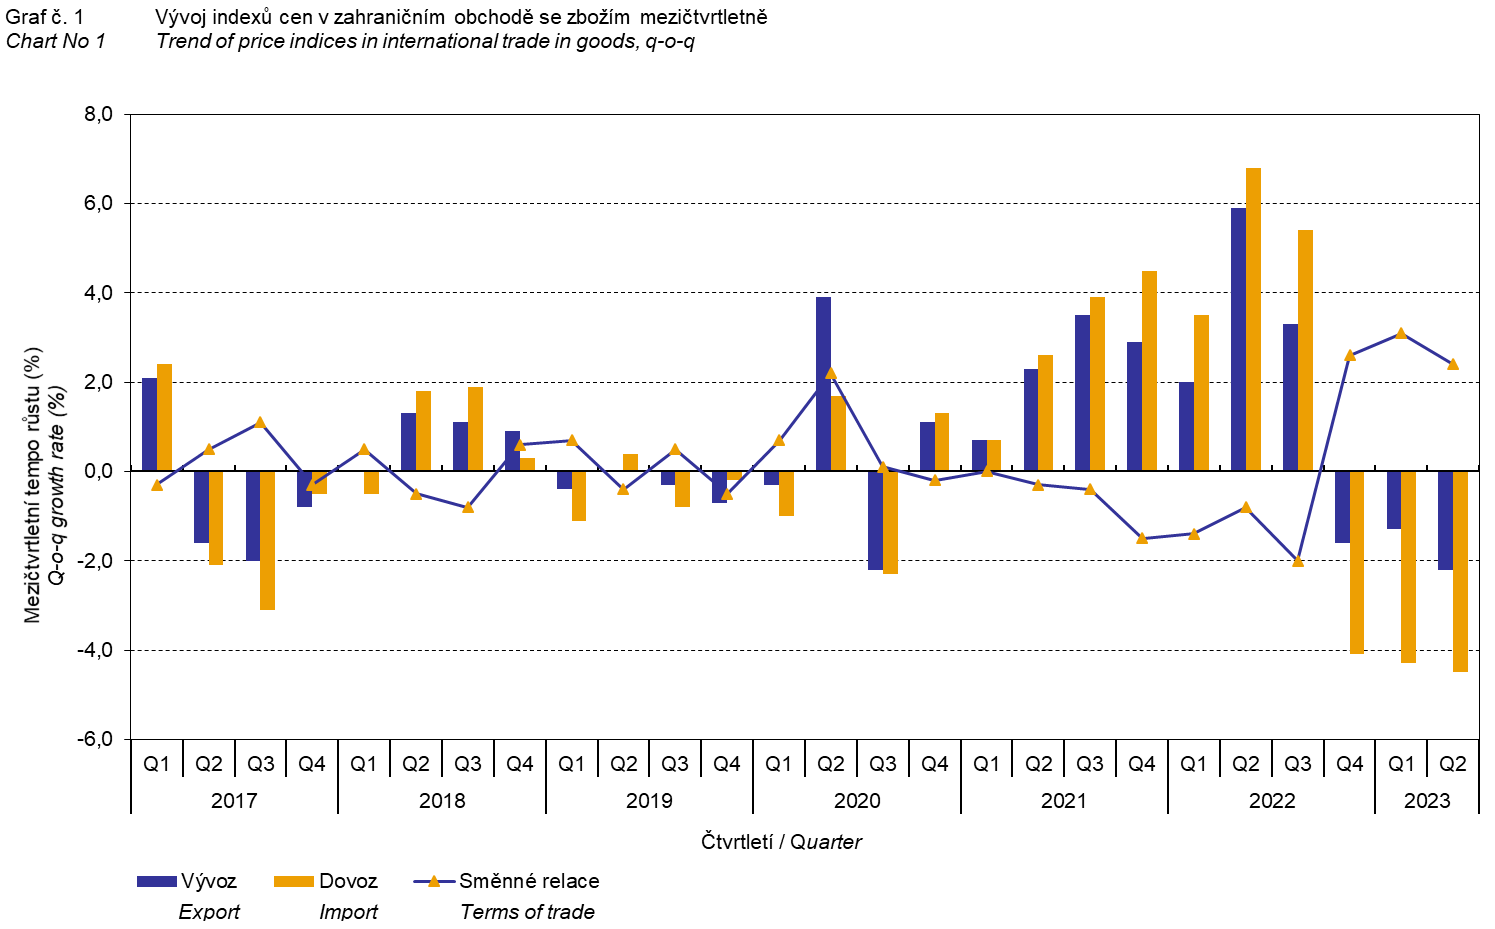 Graf č. 1 Vývoj indexů cen v zahraničním obchodě se zbožím mezičtvrtletně
Chart No 1 Trend of price indices in international trade in goods, q-o-q
Mezičtvrtletní tempo růstu (%)
Q-o-q growth rate (%)
8,0
6,0
4,0
2,0
0,0
-2,0
-4,0
-6,0
Q1 Q2 Q3 Q4 Q1 Q2 Q3 Q4 Q1 Q2 Q3 Q4 Q1 Q2 Q3 Q4 Q1 Q2 Q3 Q4 Q1 Q2 Q3 Q4 Q1 Q2
2017 2018 2019 2020 2021 2022 2023
Čtvrtletí / Quarter
Vývoz Dovoz Směnné relace
Export Import Terms of trade